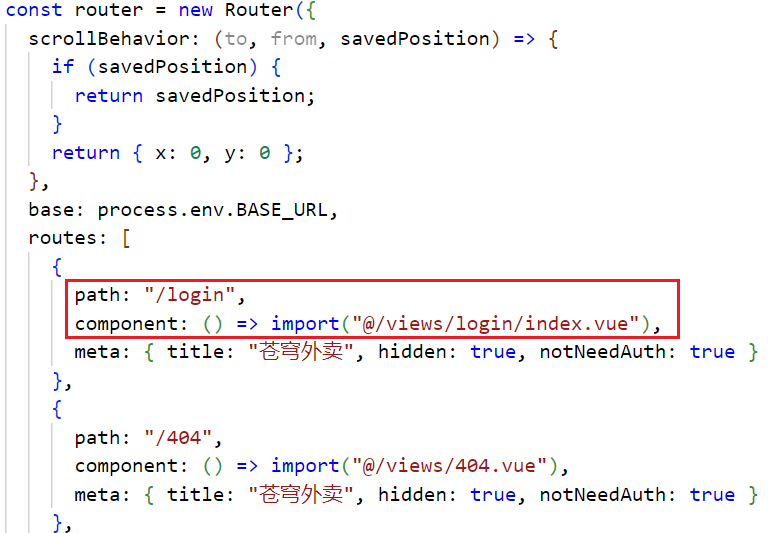 const router = new Router({
  scrollBehavior: (to, from, savedPosition) => {
    if (savedPosition) {
      return savedPosition;
    }
    return { x: 0, y: 0 };
  },
  base: process.env.BASE_URL,
  routes: [
    {
      path: "/login",
      component: () => import("@/views/login/index.vue"),
      meta: { title: "苍穹外卖", hidden: true, notNeedAuth: true }
    },
    {
      path: "/404",
      component: () => import("@/views/404.vue"),
      meta: { title: "苍穹外卖", hidden: true, notNeedAuth: true }
    },